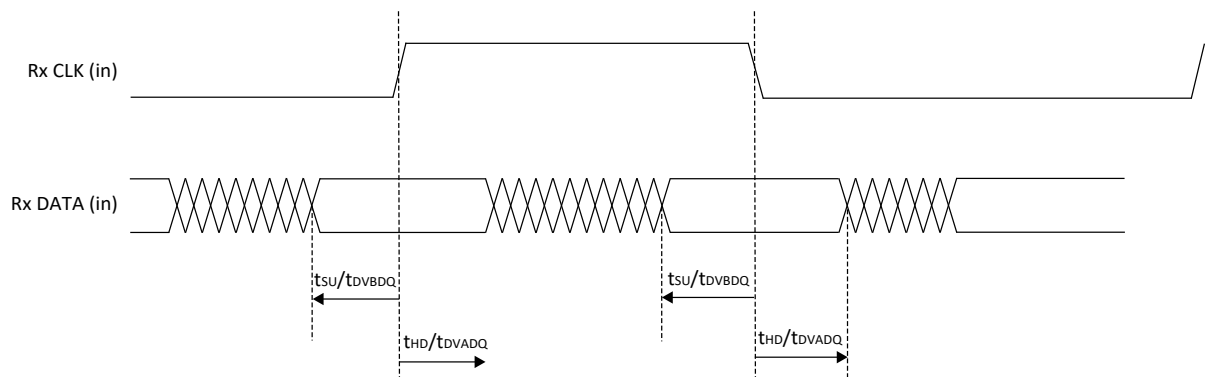 Rx CLK (in)
Rx DATA (in)
tSU/tDVBDQ
tSU/tDVBDQ
tHD/tDVADQ
tHD/tDVADQ